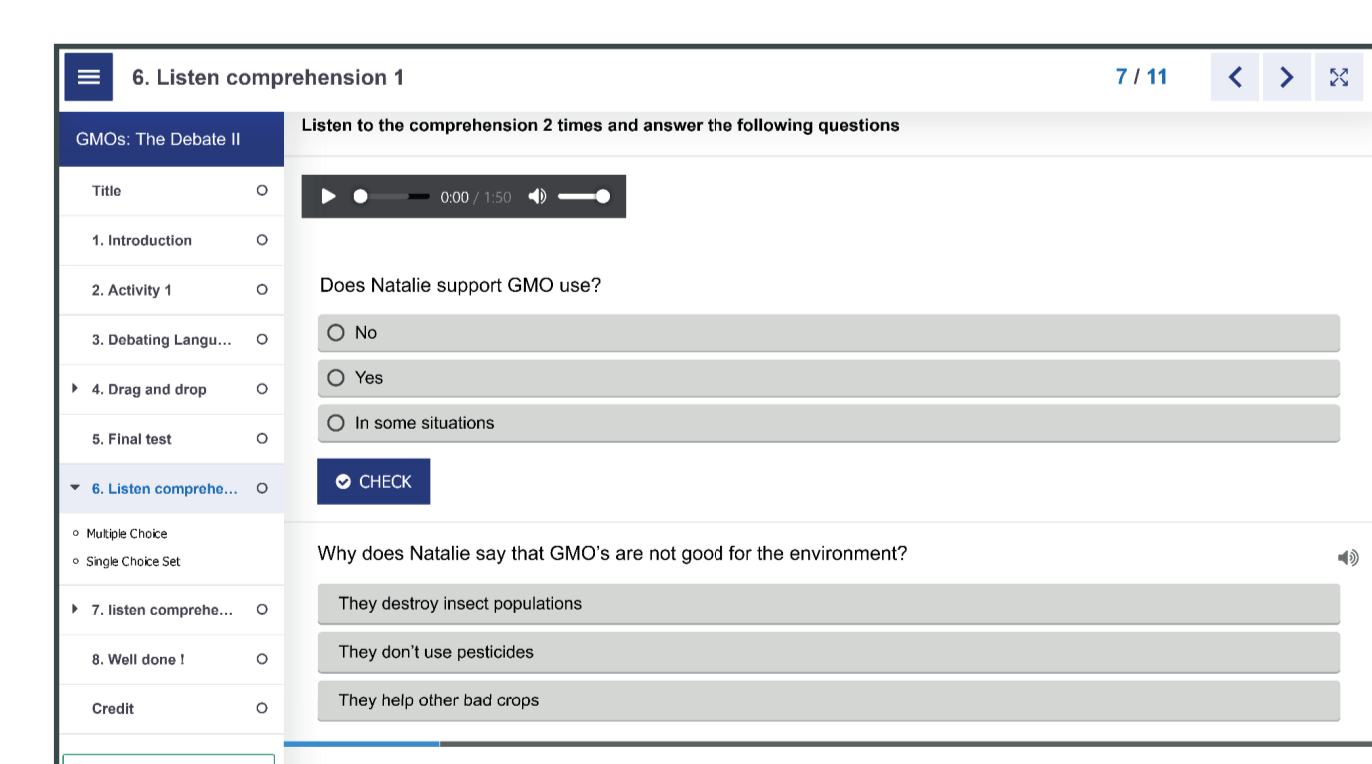 6. Listen comprehension 1
7 / 11
GMOs: The Debate II
Title
1. Introduction
2. Activity 1
3. Debating Langu...
4. Drag and drop
5. Final test
6. Listen comprehe...
Multiple Choice
Single Choice Set
7. listen comprehe...
8. Well done !
Credit
Listen to the comprehension 2 times and answer the following questions
0:00 / 1:50
Does Natalie support GMO use?
No
Yes
In some situations
CHECK
Why does Natalie say that GMO's are not good for the environment?
They destroy insect populations
They don't use pesticides
They help other bad crops